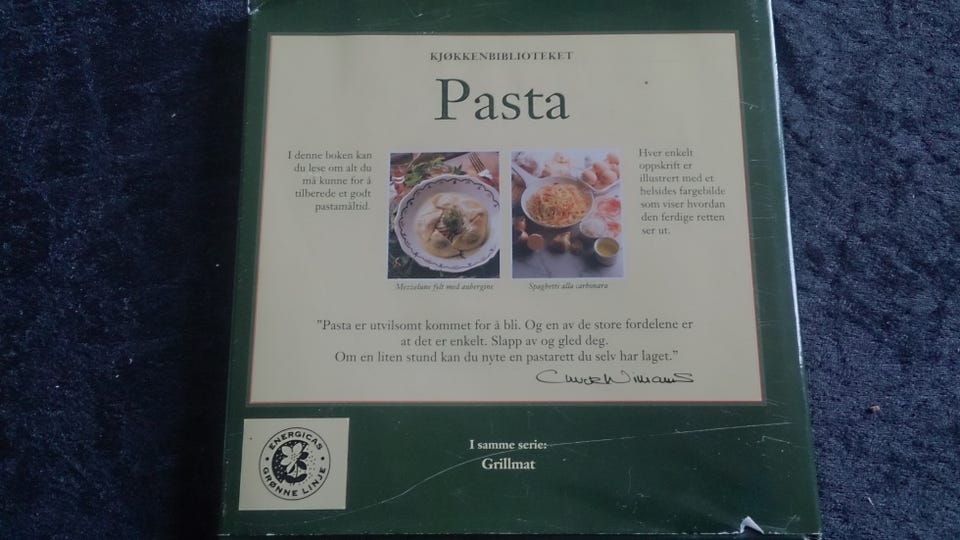 KJØKKENBIBLIOTEKET
Pasta
I denne boken kan
du lese om alt du
må kunne for å
tilberede et godt
pastamåltid.
Hver enkelt
oppskrift er
illustrert med et
helsides fargebilde
som viser hvordan
den ferdige retten
ser ut.
Mezzelune fylt med aubergine
Spaghetti alla carbonara
"Pasta er utvilsomt kommet for å bli. Og en av de store fordelene er
at det er enkelt. Slapp av og gled deg.
Om en liten stund kan du nyte en pastarett du selv har laget."
Chuck Williams
ENERGICAS
GRØNNE LINJE
I samme serie:
Grillmat